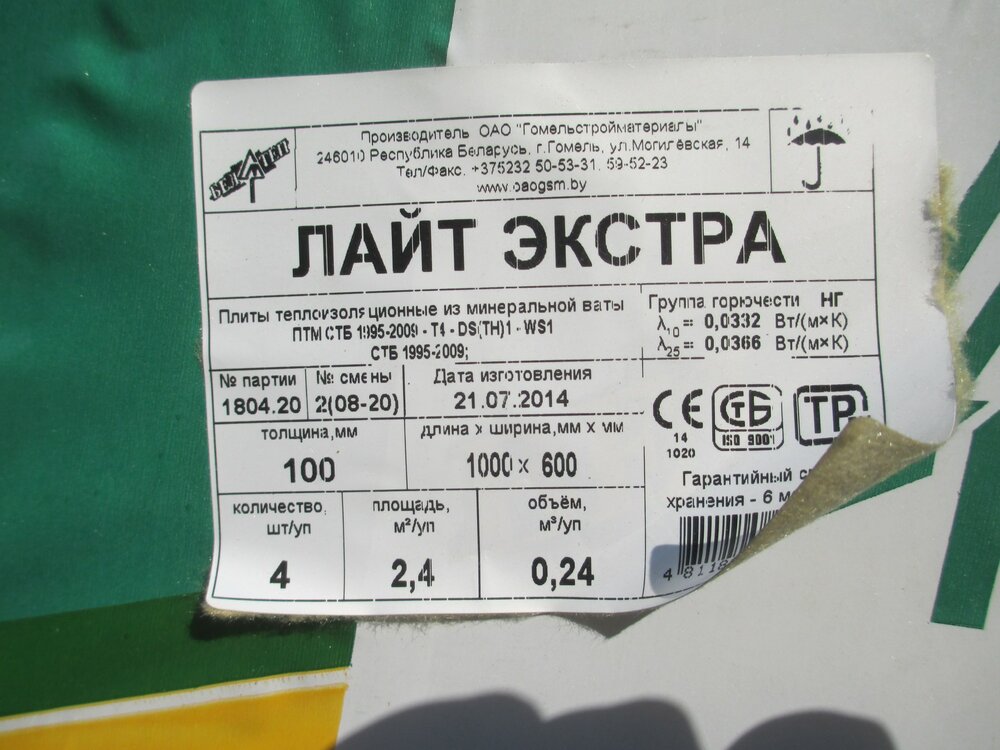 БЕЛТЕП
Производитель ОАО "Гомельстройматериалы"
246010 Республика Беларусь, г.Гомель, ул.Могилёвская, 14
Тел/Факс. +375232 50-53-31, 59-52-23
www.oaogsm.by
ЛАЙТ ЭКСТРА
Плиты теплоизоляционные из минеральной ваты
ПТМ СТБ 1995-2009 - T4 - DS(TH)1 - WS1
СТБ 1995-2009;
Группа горючести НГ
λ10 = 0,0332 Вт/(м×К)
λ25 = 0,0366 Вт/(м×К)
№ партии
1804.20
№ смены
2(08-20)
Дата изготовления
21.07.2014
толщина,мм
100
длина х ширина,мм х мм
1000 х 600
количество,
шт/уп
4
площадь,
м²/уп
2,4
объём,
м³/уп
0,24
CE
14
1020
СТБ
ISO 9001
ТР
Гарантийный
хранения - 6
4 8118